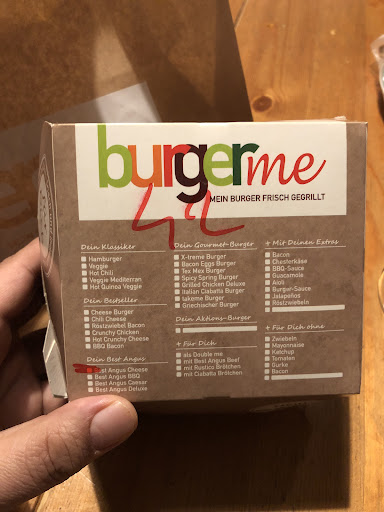 burgerme
MEIN BURGER FRISCH GEGRILLT
42
Dein Klassiker
Hamburger
Veggie
Hot Chili
Veggie Mediterran
Hot Quinoa Veggie
Dein Bestseller
Cheese Burger
Chili Cheese
Röstzwiebel Bacon
Crunchy Chicken
Hot Crunchy Cheese
BBQ Bacon
Dein Best Angus
Best Angus Cheese
Best Angus BBQ
Best Angus Caesar
Best Angus Deluxe
Dein Gourmet-Burger
X-treme Burger
Bacon Eggs Burger
Tex Mex Burger
Spicy Spring Burger
Grilled Chicken Deluxe
Italian Ciabatta Burger
takeme Burger
Griechischer Burger
Dein Aktions-Burger
+ Für Dich
als Double me
mit Best Angus Beef
mit Rustico Brötchen
mit Ciabatta Brötchen
+ Mit Deinen Extras
Bacon
Chesterkäse
BBQ-Sauce
Guacamole
Aioli
Burger-Sauce
Jalapeños
Röstzwiebeln
+ Für Dich ohne
Zwiebeln
Mayonnaise
Ketchup
Tomaten
Gurke
Bacon